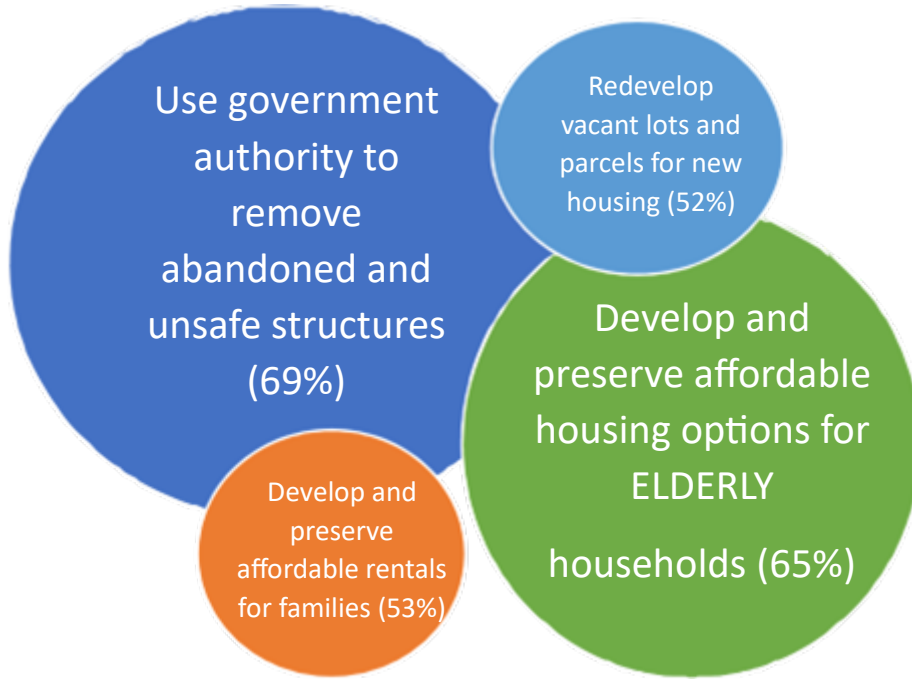 Use government
authority to
remove
abandoned and
unsafe structures
(69%)
Redevelop
vacant lots and
parcels for new
housing (52%)
Develop and
preserve affordable
housing options for
ELDERLY
households (65%)
Develop and
preserve
affordable rentals
for families (53%)